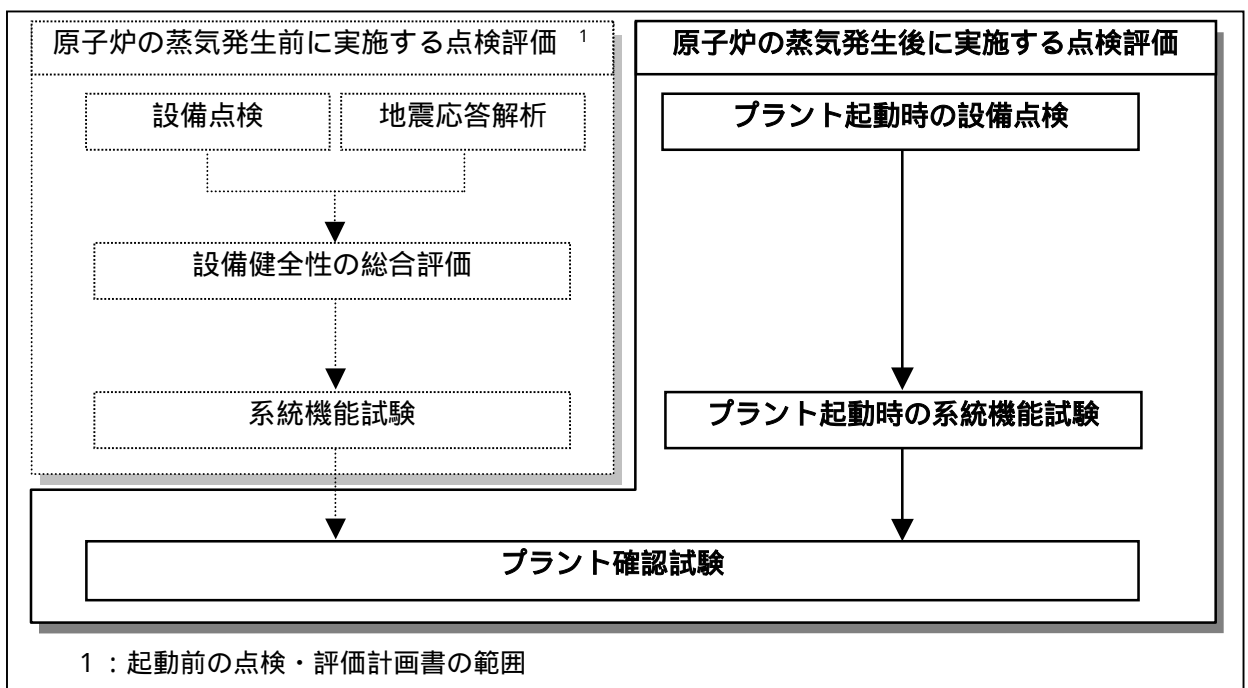 原子炉の蒸気発生前に実施する点検評価 1
設備点検
地震応答解析
設備健全性の総合評価
系統機能試験
原子炉の蒸気発生後に実施する点検評価
プラント起動時の設備点検
プラント起動時の系統機能試験
プラント確認試験
1：起動前の点検・評価計画書の範囲